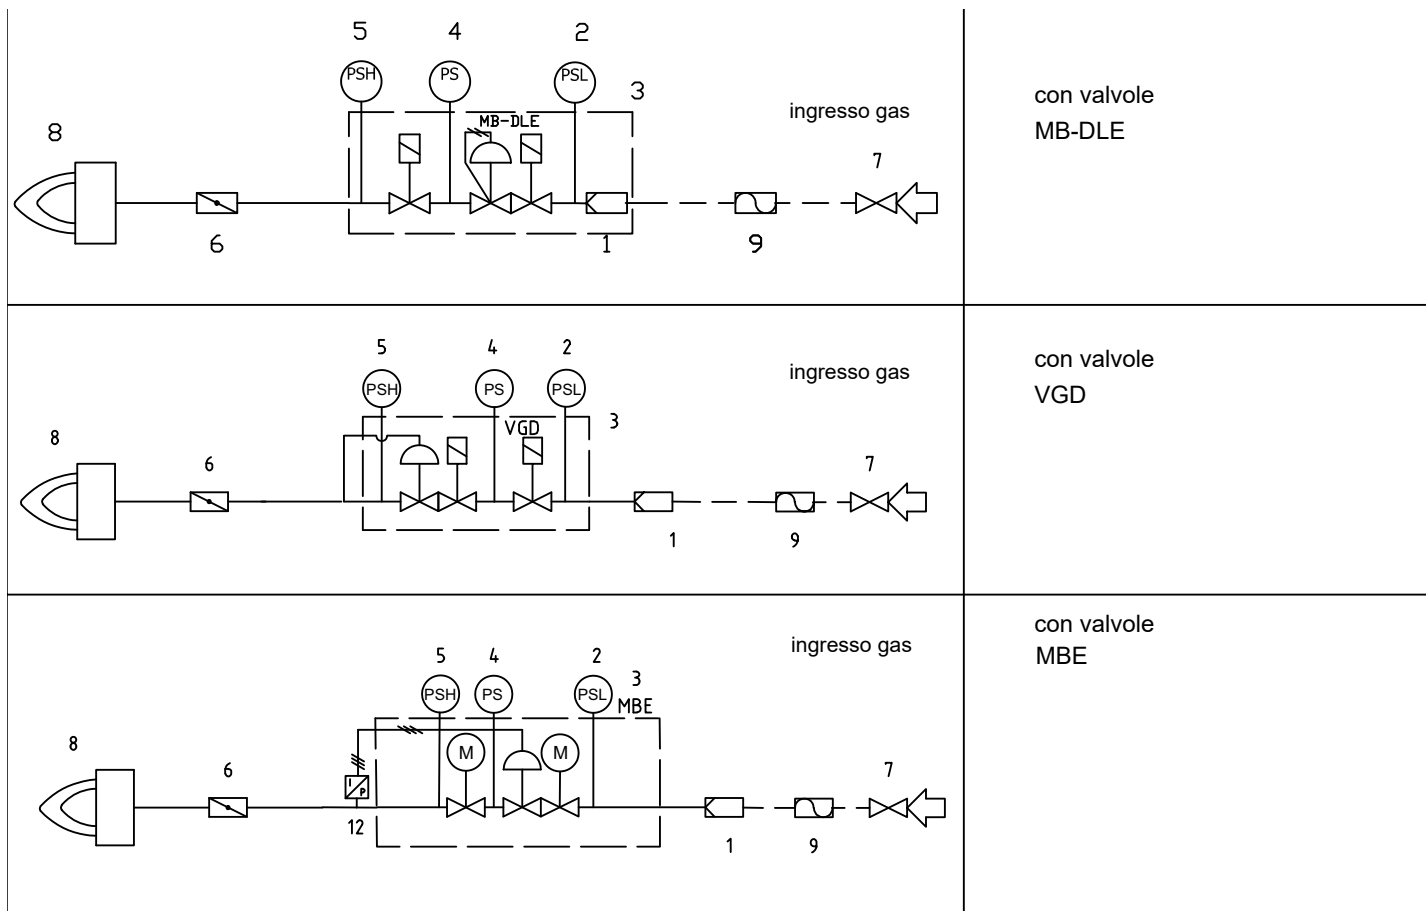 5 4 2
PSH PS PSL
3
MB-DLE
ingresso gas
con valvole
MB-DLE
8
7
6
1
9
5 4 2
PSH PS PSL
3
VGD
ingresso gas
con valvole
VGD
8
6
7
1
9
ingresso gas
con valvole
MBE
5 4 2
PSH PS PSL
3
MBE
8
6
M M
I
P
12
7
1
9